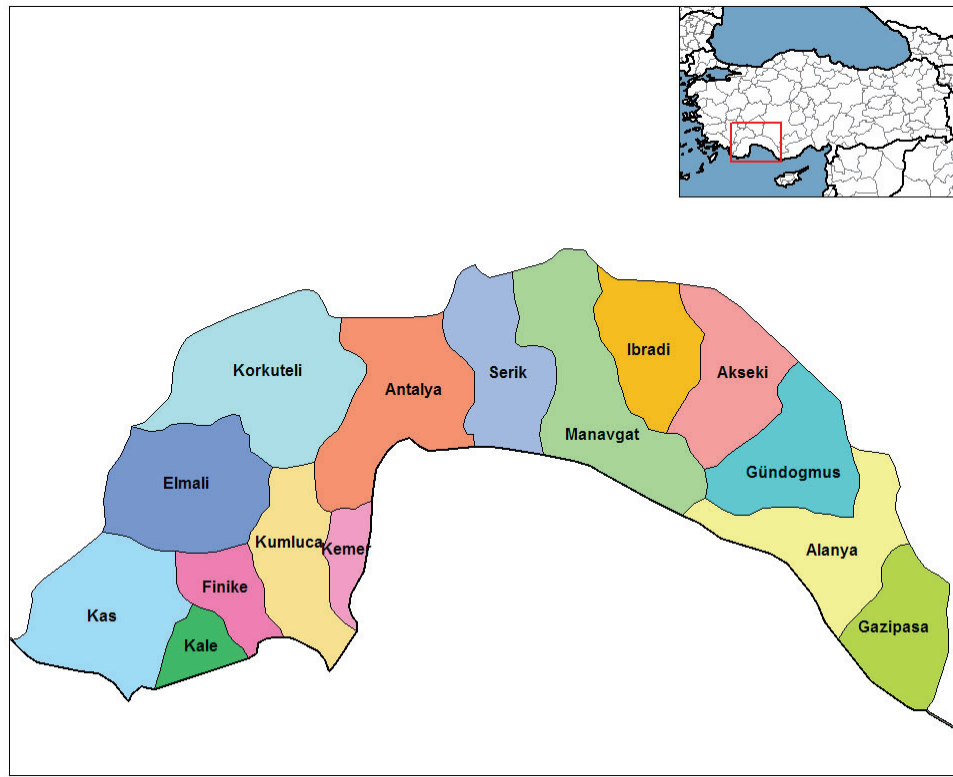 Ibradi
Korkuteli
Serik
Akseki
Antalya
Manavgat
Gündogmus
Elmali
Kumluca
Kemer
Alanya
Finike
Kas
Gazipasa
Kale